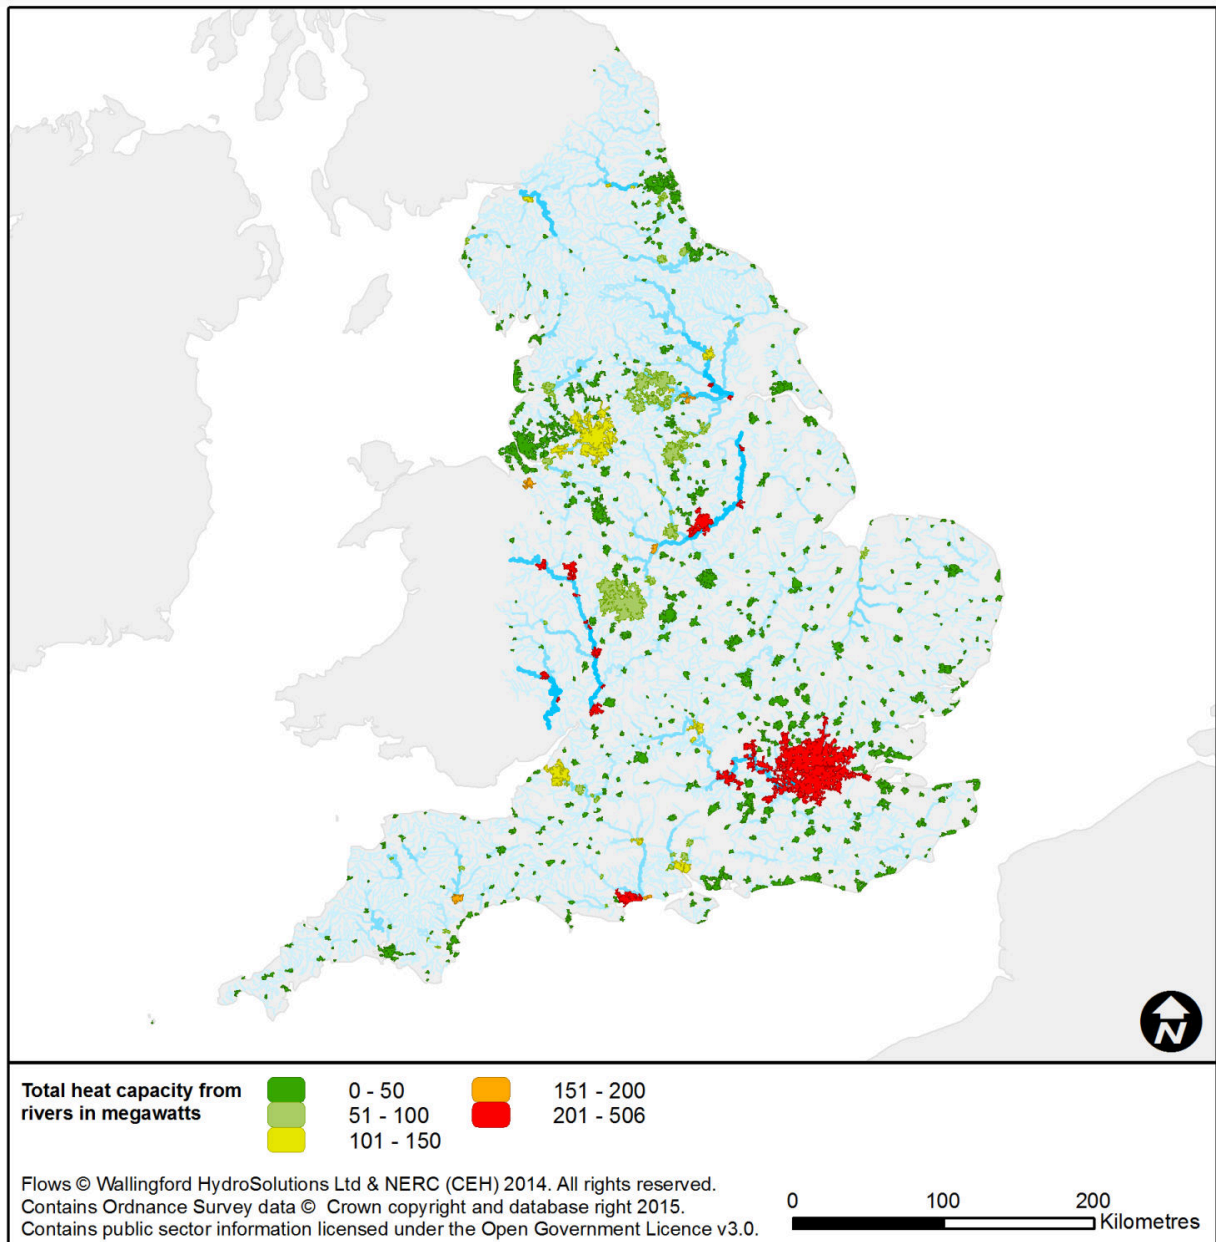 N
Total heat capacity from
rivers in megawatts
0 - 50
51 - 100
101 - 150
151 - 200
201 - 506
Flows © Wallingford HydroSolutions Ltd & NERC (CEH) 2014. All rights reserved.
Contains Ordnance Survey data © Crown copyright and database right 2015.
Contains public sector information licensed under the Open Government Licence v3.0.
0 100 200
Kilometres